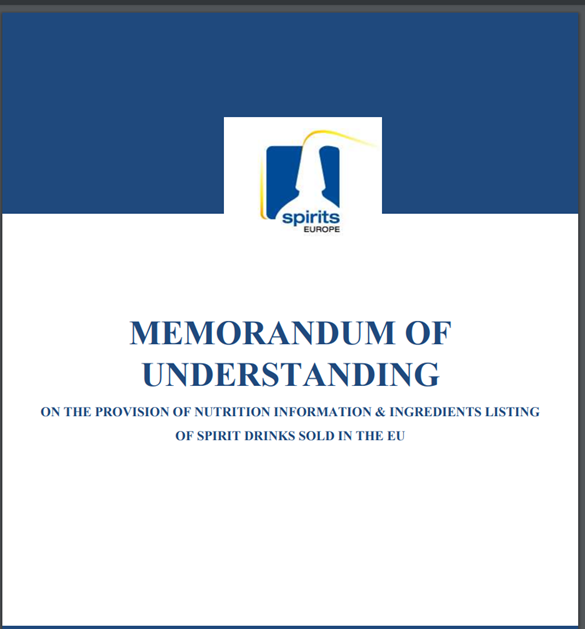 spirits
EUROPE
MEMORANDUM OF
UNDERSTANDING
ON THE PROVISION OF NUTRITION INFORMATION & INGREDIENTS LISTING
OF SPIRIT DRINKS SOLD IN THE EU